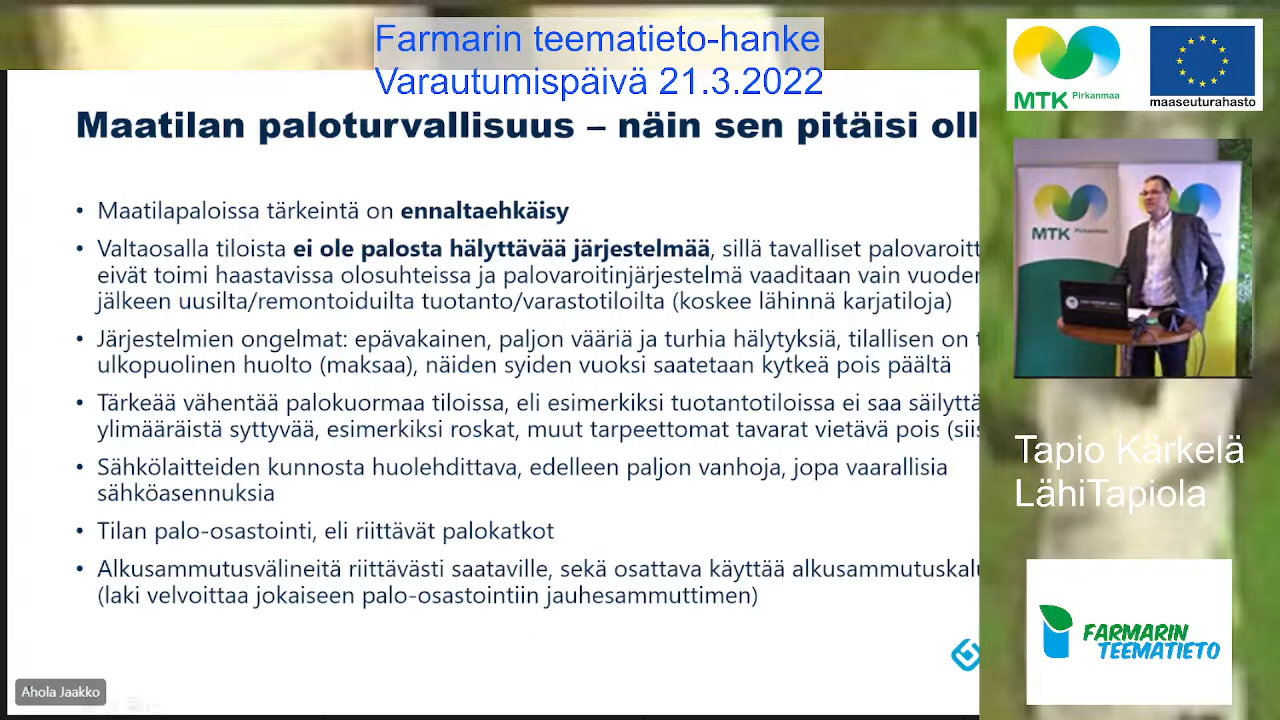 Farmarin teematieto-hanke
Varautumispäivä 21.3.2022
Maatilan paloturvallisuus – näin sen pitäisi oll
• Maatilapaloissa tärkeintä on ennaltaehkäisy
• Valtaosalla tiloista ei ole palosta hälyttävää järjestelmää, sillä tavalliset palovaroitt
eivät toimi haastavissa olosuhteissa ja palovaroitinjärjestelmä vaaditaan vain vuoden
jälkeen uusilta/remontoiduilta tuotanto/varastotiloilta (koskee lähinnä karjatiloja)
• Järjestelmien ongelmat: epävakainen, paljon vääriä ja turhia hälytyksiä, tilallisen on t
ulkopuolinen huolto (maksaa), näiden syiden vuoksi saatetaan kytkeä pois päältä
• Tärkeää vähentää palokuormaa tiloissa, eli esimerkiksi tuotantotiloissa ei saa säilyttä
ylimääräistä syttyvää, esimerkiksi roskat, muut tarpeettomat tavarat vietävä pois (siis
• Sähkölaitteiden kunnosta huolehdittava, edelleen paljon vanhoja, jopa vaarallisia
sähköasennuksia
• Tilan palo-osastointi, eli riittävät palokatkot
• Alkusammutusvälineitä riittävästi saataville, sekä osattava käyttää alkusammutuskalu
(laki velvoittaa jokaiseen palo-osastointiin jauhesammuttimen)
Ahola Jaakko
MTK Pirkanmaa
maaseuturahasto
MTK Pirkanmaa
Tapio Kärkelä
LähiTapiola
FARMARIN
TEEMATIETO